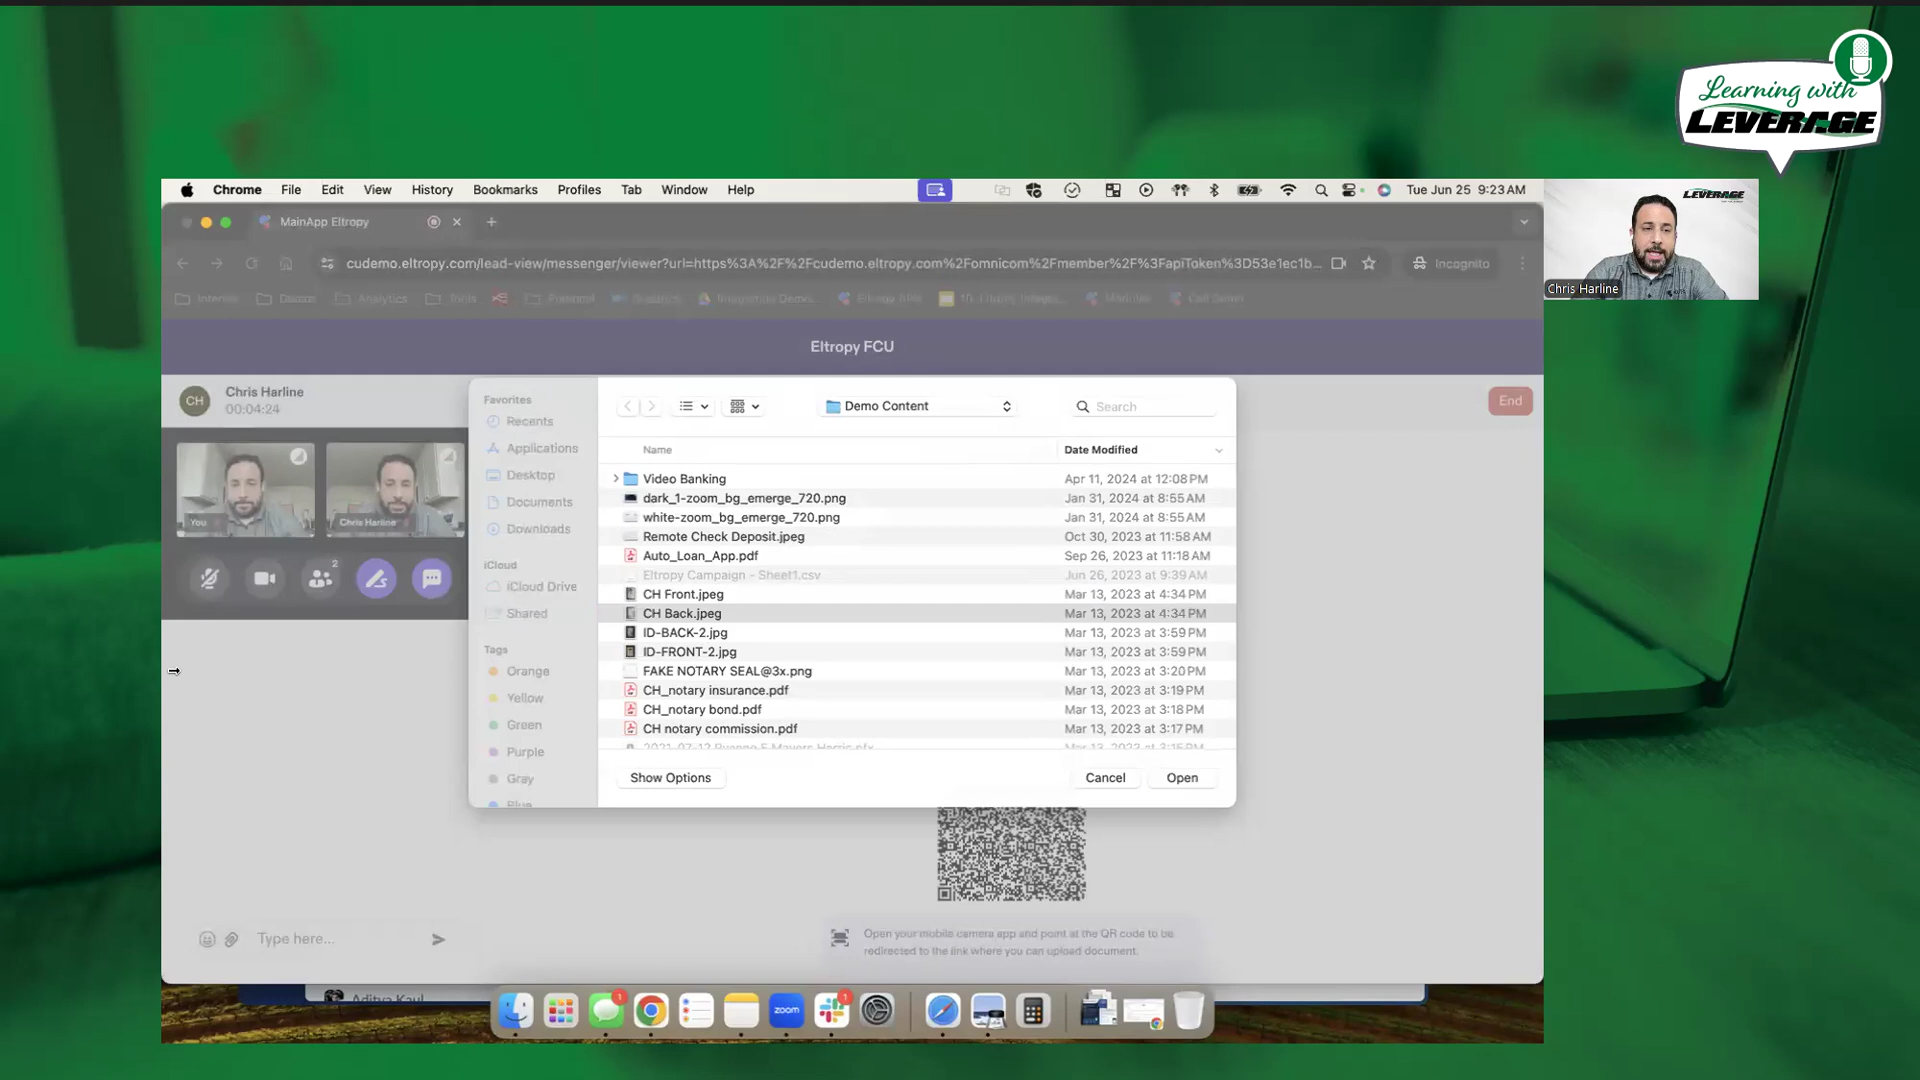 Learning with
LEVERAGE
Chrome File Edit View History Bookmarks Profiles Tab Window Help Tue Jun 25 9:23 AM
LEVERAGE
Chris Harline
MainApp Eltropy
cudemo.eltropy.com/lead-view/messenger/viewer?url=https%3A%2F%2Fcudemo.eltropy.com%2Fomnicom%2Fmember%2F%3FapiToken%3D53e1ec1b... Incognito
Analytics
Eltropy FCU
CH
Chris Harline
00:04:24
End
You
Chris Harline
2
Type here...
Favorites
Recents
Applications
Desktop
Documents
Downloads
iCloud
iCloud Drive
Shared
Tags
Orange
Yellow
Green
Purple
Gray
Blue
Demo Content
Search
Name Date Modified
Video Banking Apr 11, 2024 at 12:08 PM
dark_1-zoom_bg_emerge_720.png Jan 31, 2024 at 8:55 AM
white-zoom_bg_emerge_720.png Jan 31, 2024 at 8:55 AM
Remote Check Deposit.jpeg Oct 30, 2023 at 11:58 AM
Auto_Loan_App.pdf Sep 26, 2023 at 11:18 AM
Eltropy Campaign - Sheet1.csv Jun 26, 2023 at 9:39 AM
CH Front.jpeg Mar 13, 2023 at 4:34 PM
CH Back.jpeg Mar 13, 2023 at 4:34 PM
ID-BACK-2.jpg Mar 13, 2023 at 3:59 PM
ID-FRONT-2.jpg Mar 13, 2023 at 3:59 PM
FAKE NOTARY SEAL@3x.png Mar 13, 2023 at 3:20 PM
CH_notary insurance.pdf Mar 13, 2023 at 3:19 PM
CH_notary bond.pdf Mar 13, 2023 at 3:18 PM
CH notary commission.pdf Mar 13, 2023 at 3:17 PM
Show Options Cancel Open
Open your mobile camera app and point at the QR code to be
redirected to the link where you can upload document.
Aditya Kaul
1
zoom
1